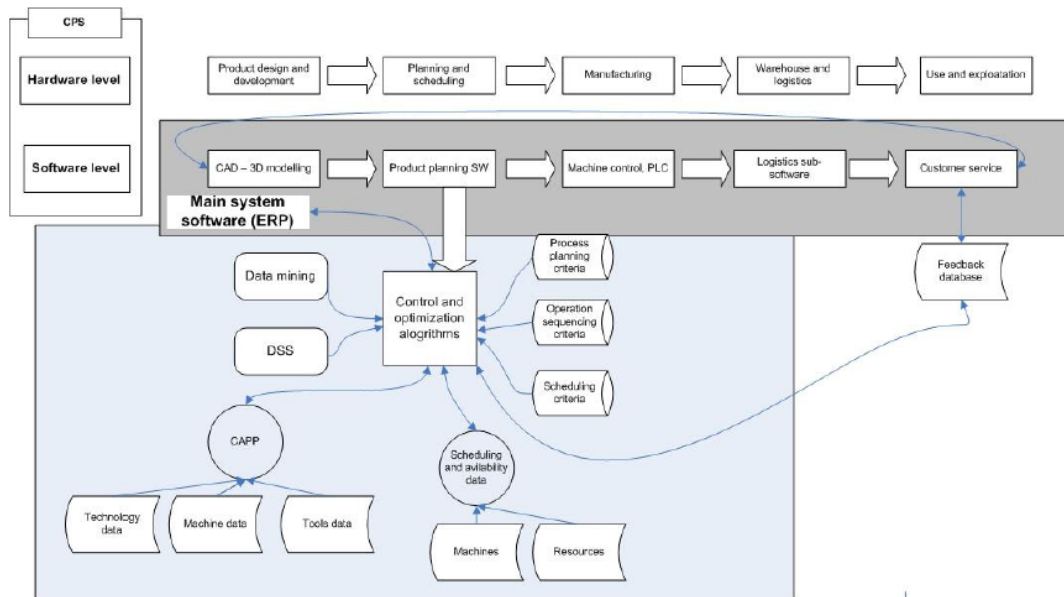 CPS
Hardware level
Software level
Product design and
development
Planning and
scheduling
Manufacturing
Warehouse and
logistics
Use and exploatation
CAD – 3D modelling
Product planning SW
Machine control, PLC
Logistics sub-
software
Customer service
Main system
software (ERP)
Data mining
DSS
Control and
optimization
alogrithms
Process
planning
criteria
Operation
sequencing
criteria
Scheduling
criteria
Feedback
database
CAPP
Scheduling
and avilability
data
Technology
data
Machine data
Tools data
Machines
Resources